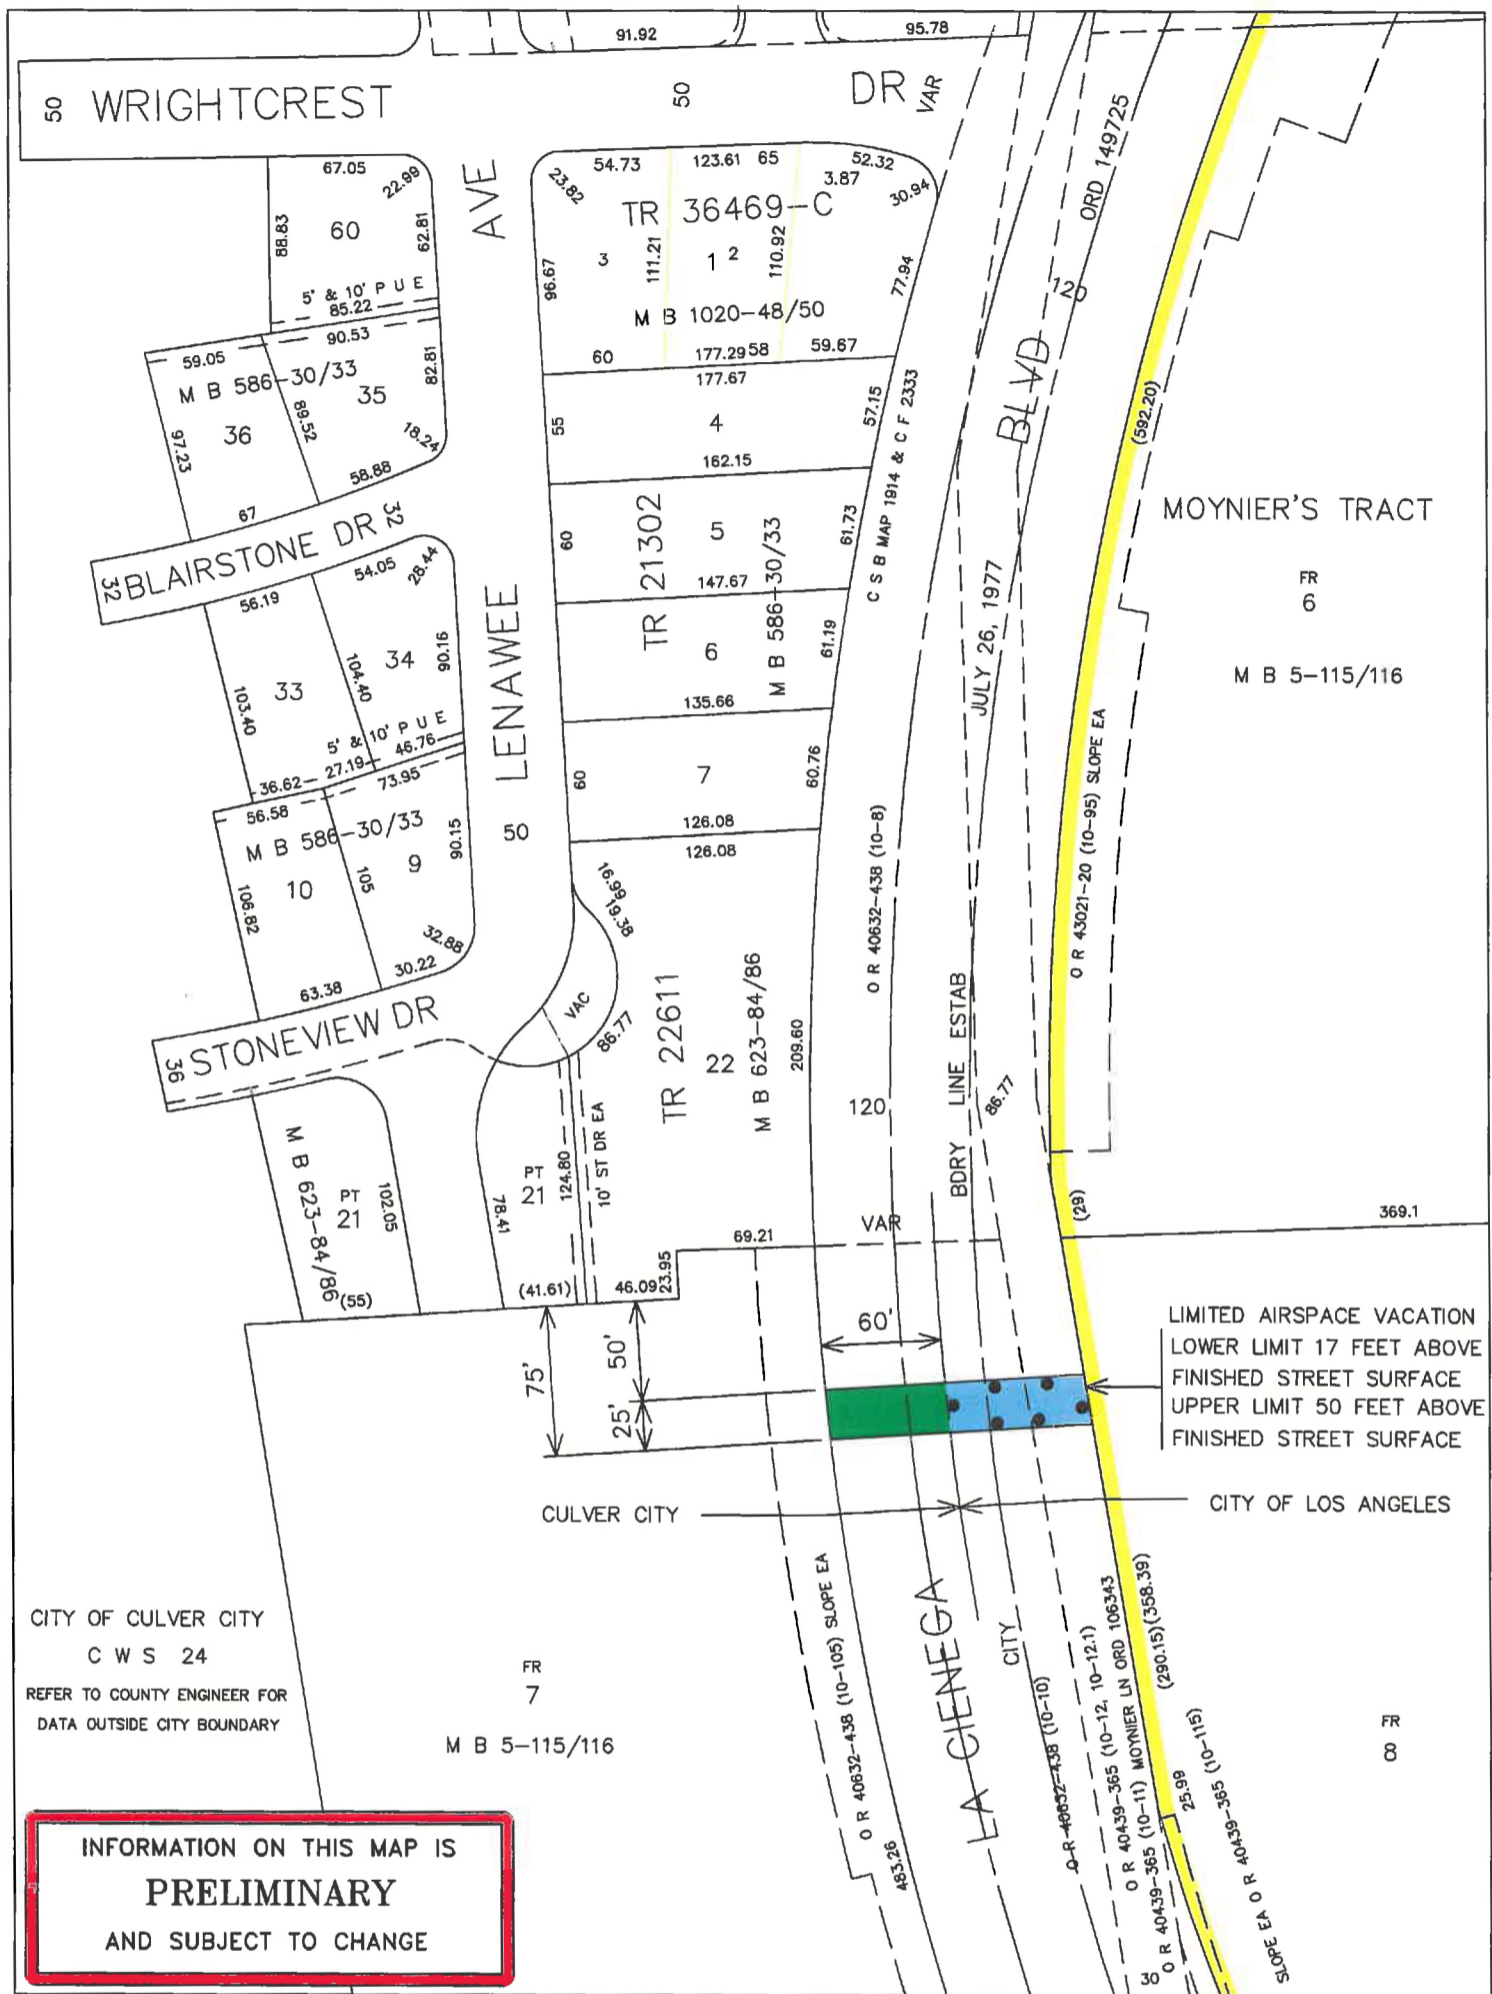 91.92
95.78
50 WRIGHTCREST
50
DR
VAR
67.05
22.99
88.83
60
62.81
5' & 10' P U E
85.22
AVE
23.82
54.73
123.61
65
52.32
3.87
30.94
TR 36469-C
3
111.21
1
2
110.92
96.67
77.94
M B 1020-48/50
60
177.29
58
59.67
ORD 149725
120
BLVD
59.05
90.53
82.81
M B 586-30/33
36
35
89.52
97.23
18.24
58.88
67
177.67
55
4
57.15
162.15
C S B MAP 1914 & C F 2333
(592.20)
MOYNIER'S TRACT
FR
6
M B 5-115/116
32
BLAIRSTONE DR
32
TR 21302
60
5
61.73
147.67
M B 586-30/33
56.19
54.05
28.44
33
34
104.40
90.16
103.40
5' & 10' P U E
46.76
27.19
36.62
LENAWEE
6
61.19
135.66
JULY 26, 1977
60
7
60.76
126.08
126.08
50
56.58
73.95
M B 586-30/33
10
105
9
90.15
106.82
32.88
30.22
63.38
16.99
19.38
VAC
86.77
O R 40632-438 (10-8)
O R 43021-20 (10-95) SLOPE EA
36
STONEVIEW DR
TR 22611
22
M B 623-84/86
209.60
120
BDRY LINE ESTAB
86.77
M B 623-84/86
PT
21
102.05
(55)
78.41
PT
21
124.80
10' ST DR EA
(41.61)
46.09
23.95
69.21
VAR
(29)
369.1
75'
50'
25'
60'
LIMITED AIRSPACE VACATION
LOWER LIMIT 17 FEET ABOVE
FINISHED STREET SURFACE
UPPER LIMIT 50 FEET ABOVE
FINISHED STREET SURFACE
CULVER CITY
CITY OF LOS ANGELES
CITY OF CULVER CITY
C W S 24
REFER TO COUNTY ENGINEER FOR
DATA OUTSIDE CITY BOUNDARY
FR
7
M B 5-115/116
O R 40632-438 (10-105) SLOPE EA
483.26
LA CIENEGA
CITY
O R 40632-438 (10-10)
O R 40439-365 (10-12, 10-12.1)
O R 40439-365 (10-11) MOYNIER LN ORD 106343
(290.15)(358.39)
25.99
SLOPE EA O R 40439-365 (10-115)
30
FR
8
INFORMATION ON THIS MAP IS
PRELIMINARY
AND SUBJECT TO CHANGE